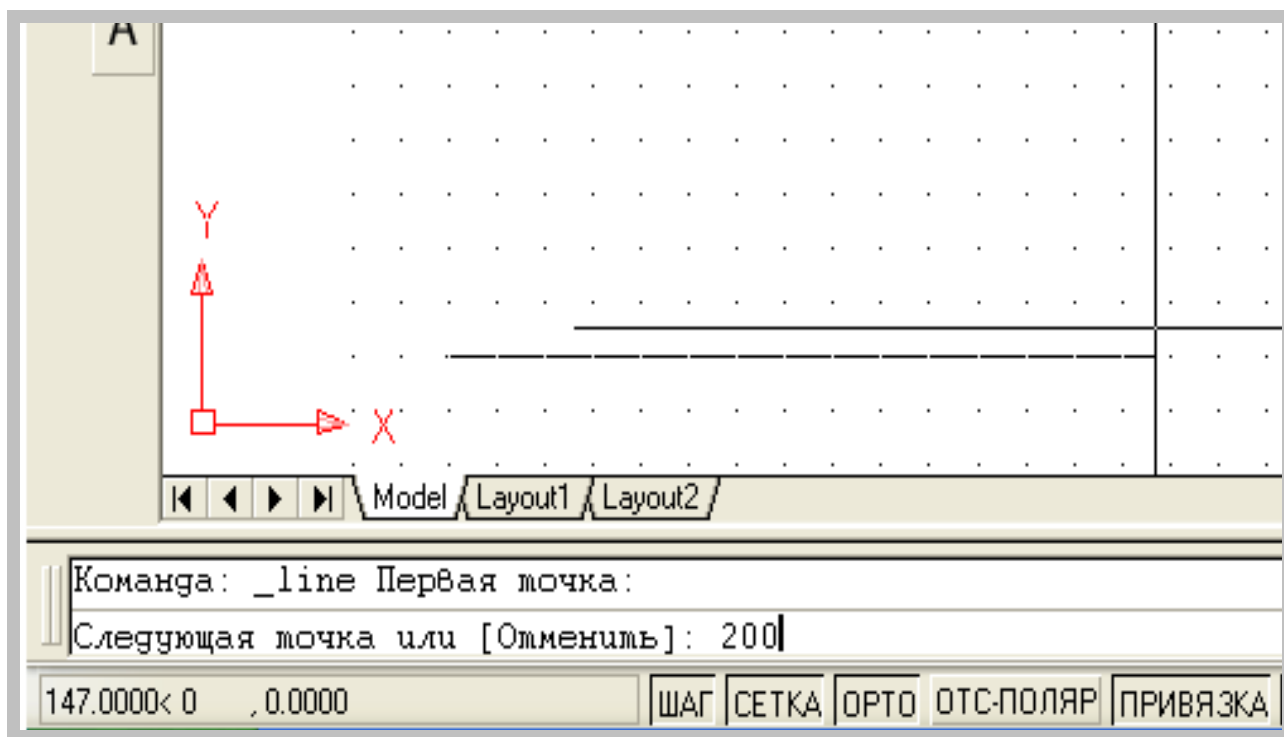 A
Y
X
Model Layout1 Layout2
Команда: _line Первая точка:
Следующая точка или [Отменить]: 200
147.0000< 0 , 0.0000 ШАГ СЕТКА ОРТО ОТС-ПОЛЯР ПРИВЯЗКА